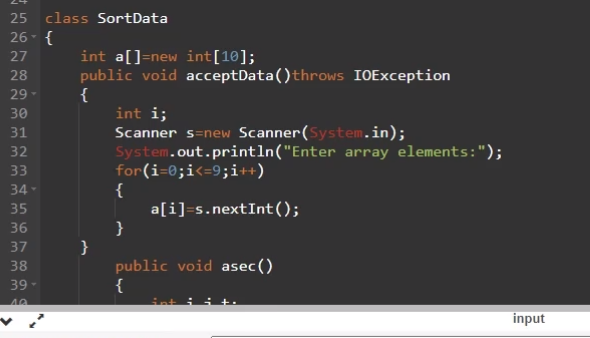 25 class SortData
26 {
27 int a[]=new int[10];
28 public void acceptData()throws IOException
29 {
30 int i;
31 Scanner s=new Scanner(System.in);
32 System.out.println("Enter array elements:");
33 for(i=0;i<=9;i++)
34 {
35 a[i]=s.nextInt();
36 }
37 }
38 public void asec()
39 {
40 int i,j,t;
input